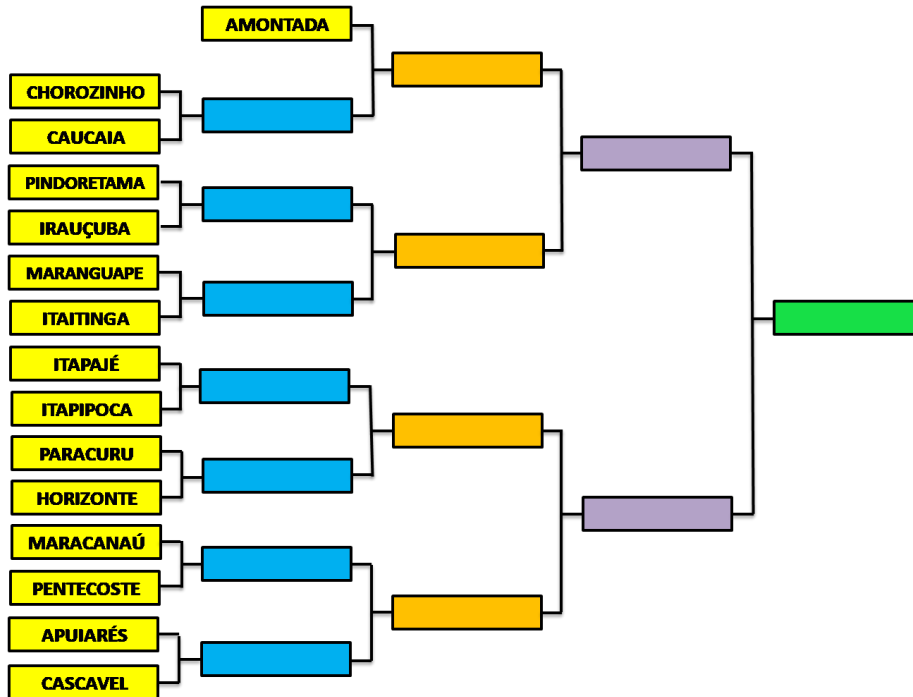 AMONTADA
CHOROZINHO
CAUCAIA
PINDORETAMA
IRAUÇUBA
MARANGUAPE
ITAITINGA
ITAPAJÉ
ITAPIPOCA
PARACURU
HORIZONTE
MARACANAÚ
PENTECOSTE
APUIARÉS
CASCAVEL